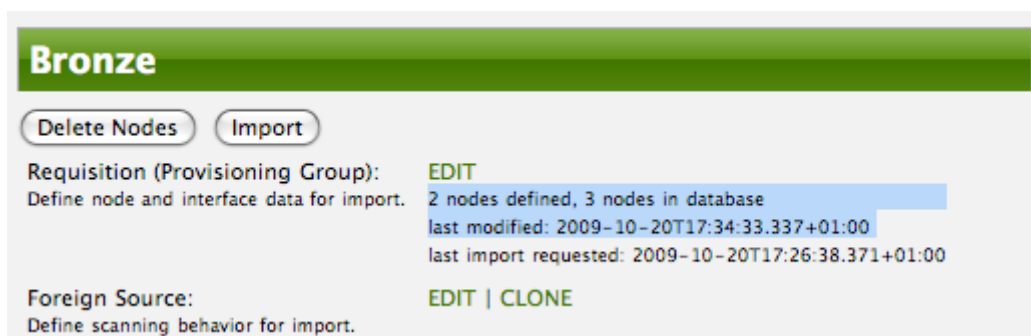 Bronze
Delete Nodes Import
Requisition (Provisioning Group): EDIT
Define node and interface data for import. 2 nodes defined, 3 nodes in database
last modified: 2009-10-20T17:34:33.337+01:00
last import requested: 2009-10-20T17:26:38.371+01:00
Foreign Source: EDIT | CLONE
Define scanning behavior for import.